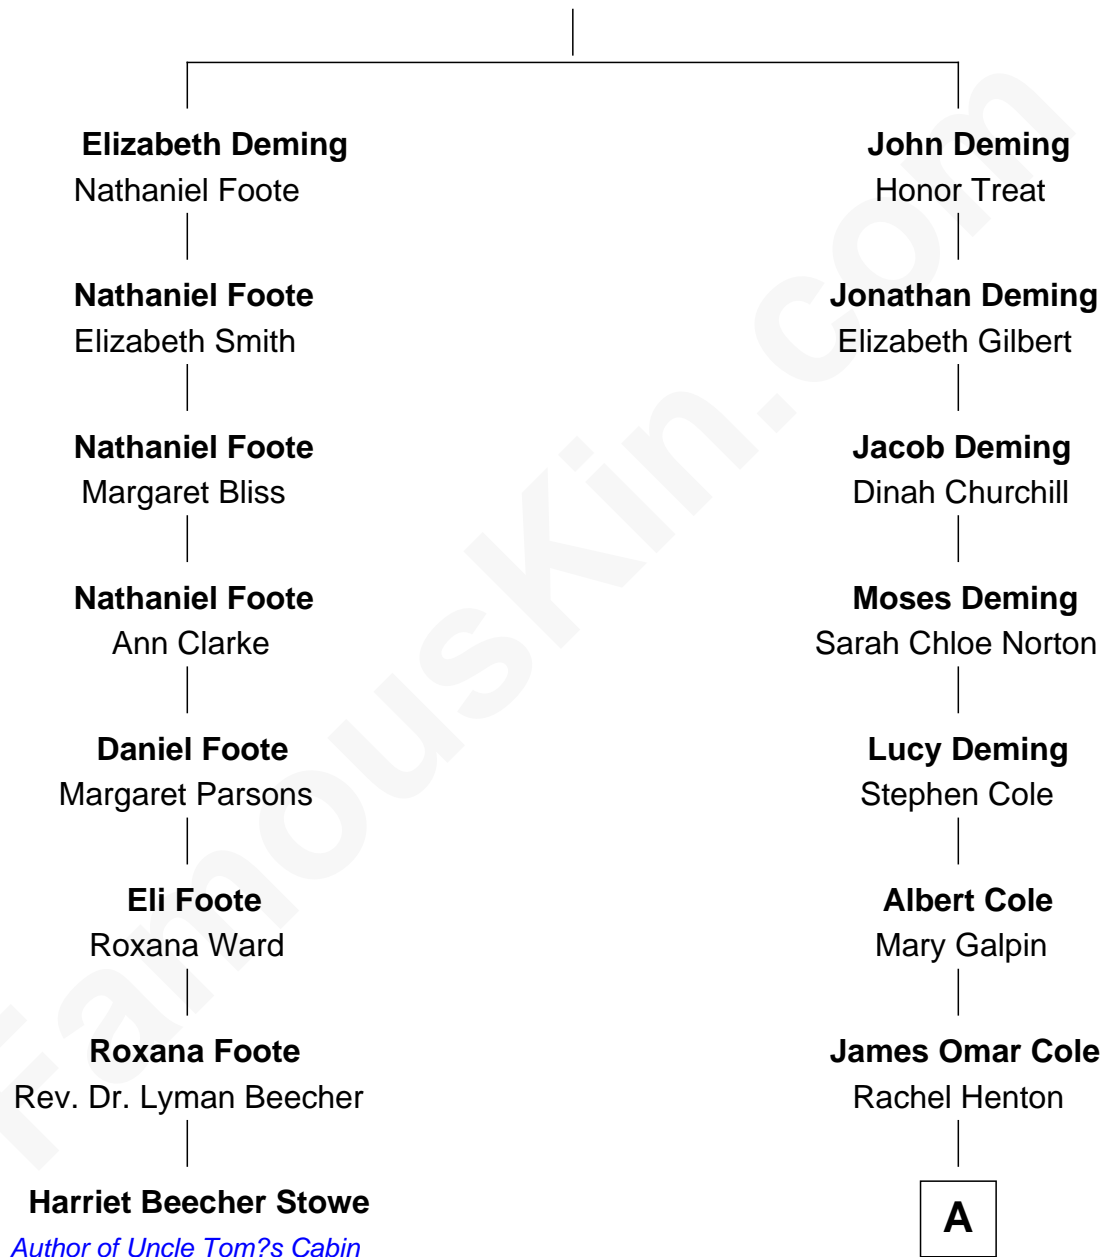 Elizabeth Deming
Nathaniel Foote
Nathaniel Foote
Elizabeth Smith
Nathaniel Foote
Margaret Bliss
Nathaniel Foote
Ann Clarke
Daniel Foote
Margaret Parsons
Eli Foote
Roxana Ward
Roxana Foote
Rev. Dr. Lyman Beecher
Harriet Beecher Stowe
Author of Uncle Tom?s Cabin
John Deming
Honor Treat
Jonathan Deming
Elizabeth Gilbert
Jacob Deming
Dinah Churchill
Moses Deming
Sarah Chloe Norton
Lucy Deming
Stephen Cole
Albert Cole
Mary Galpin
James Omar Cole
Rachel Henton
A
FamousKin.com